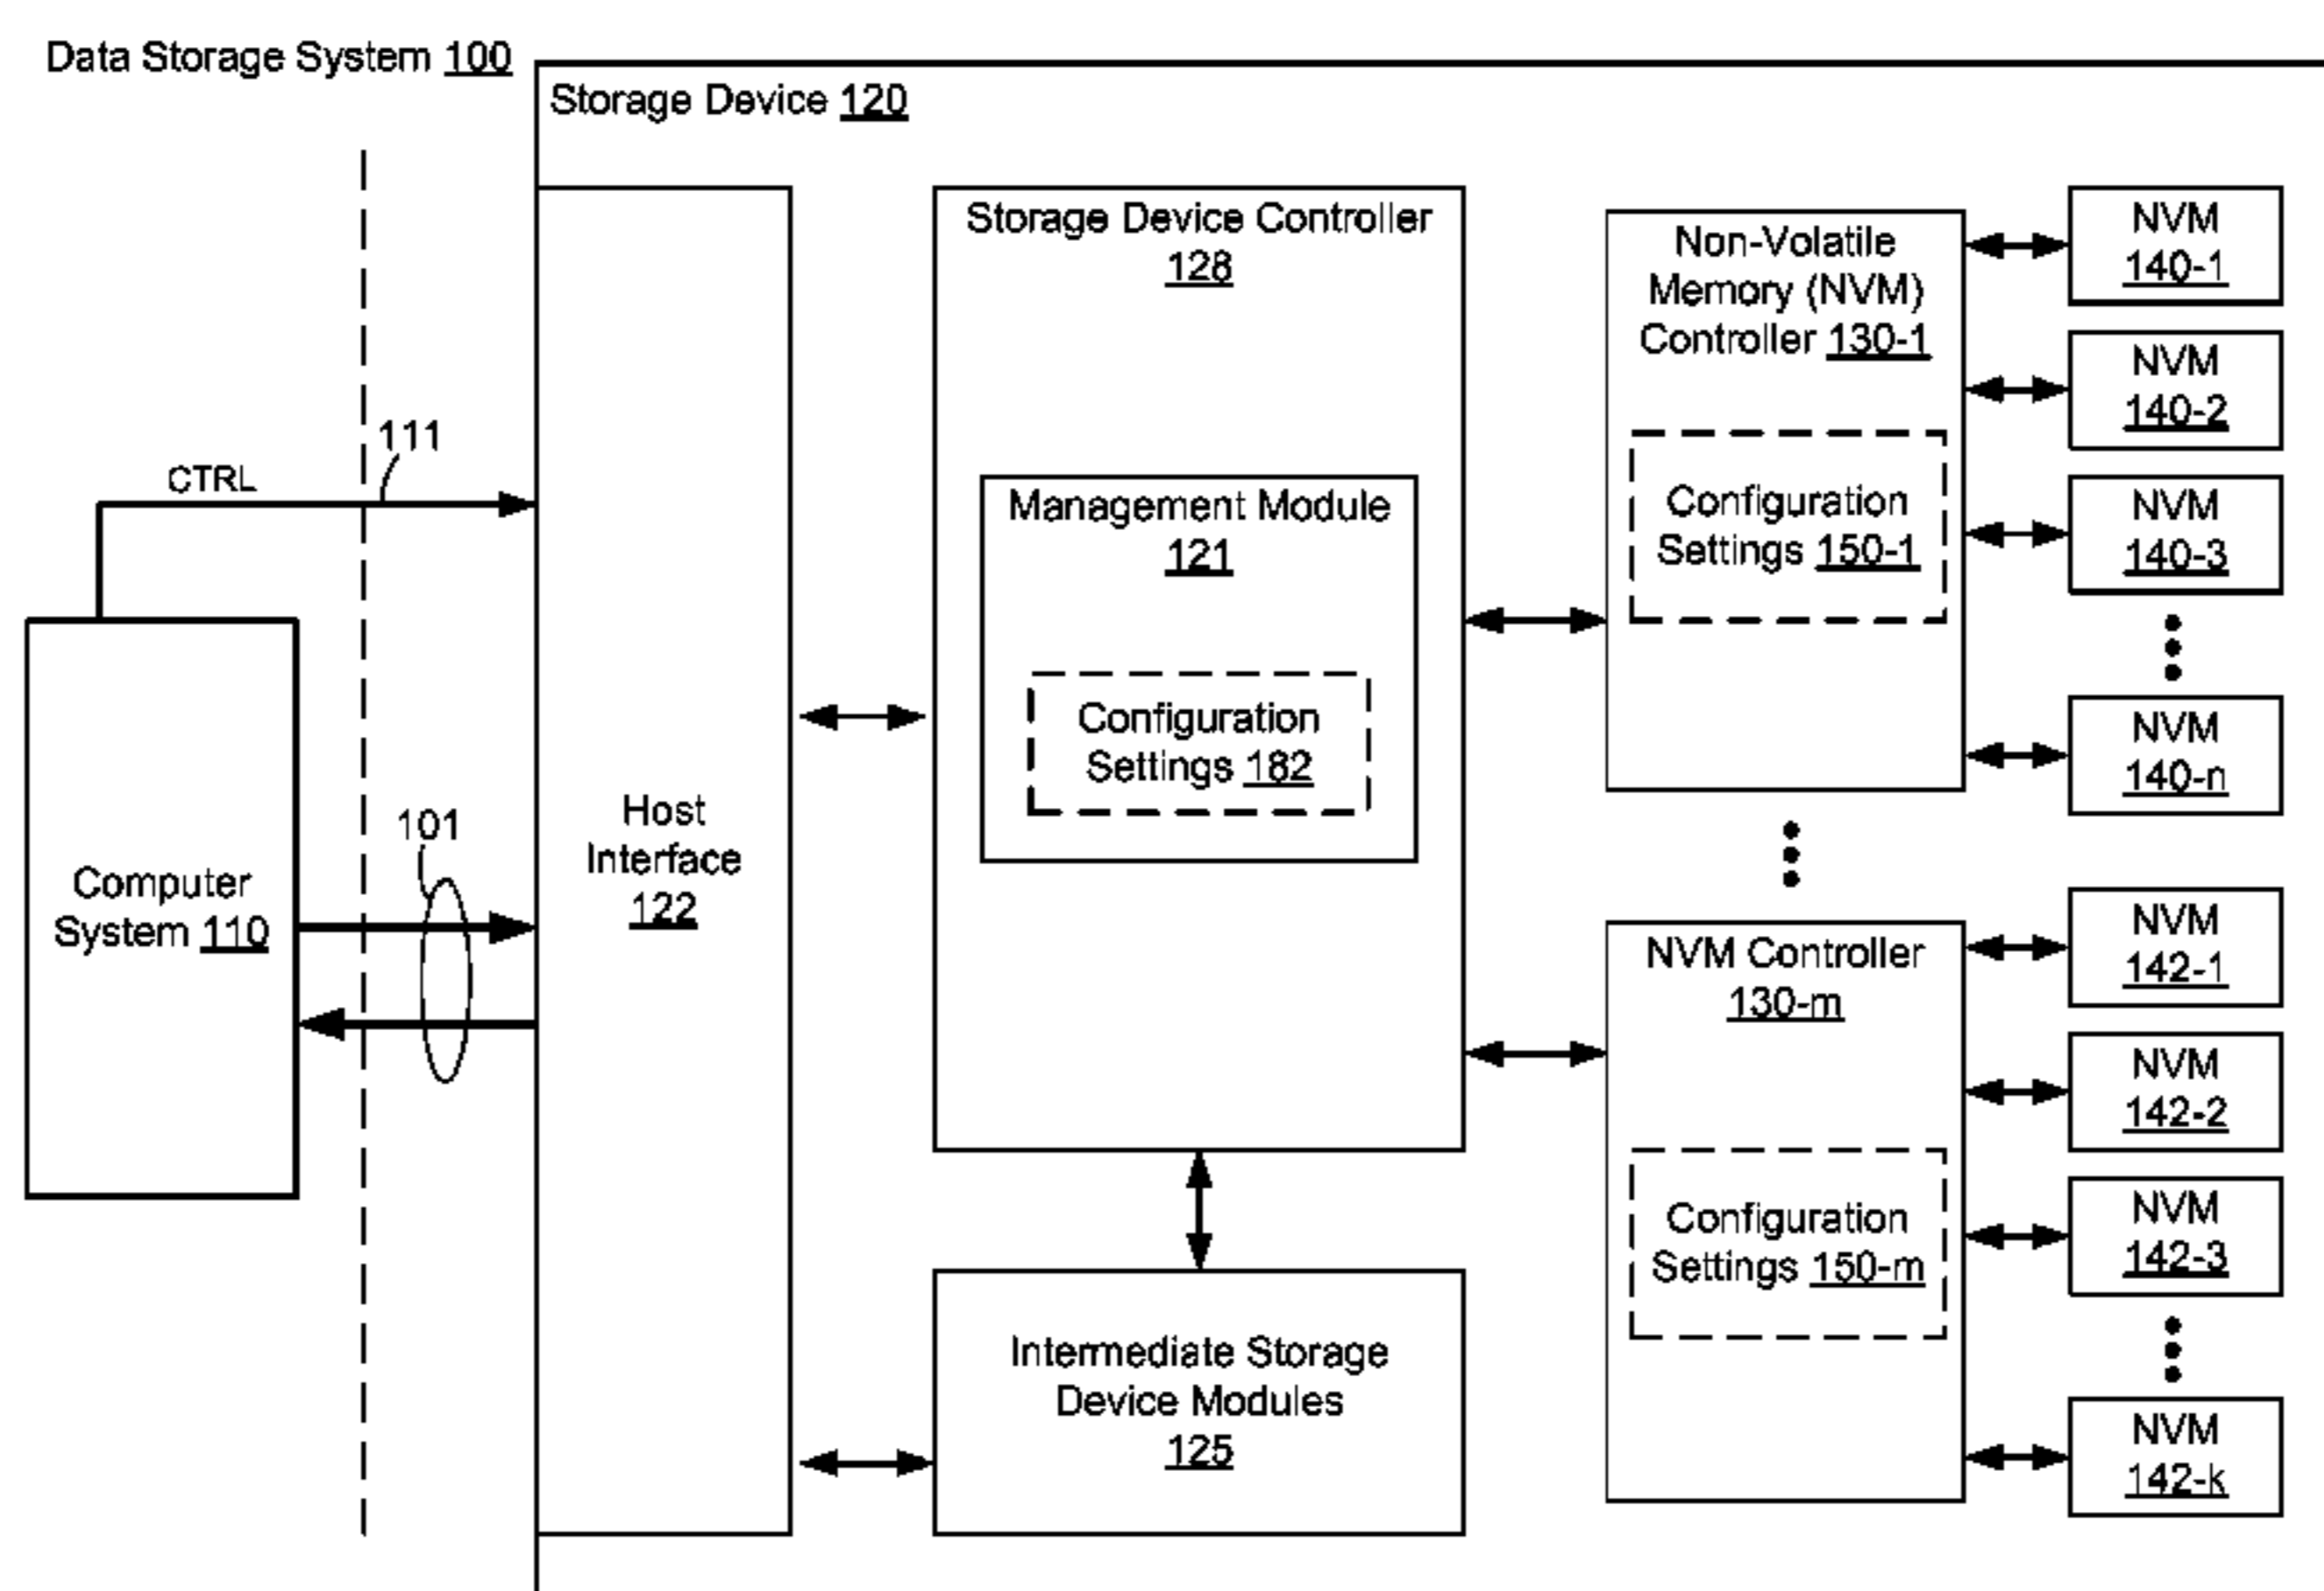 Data Storage System 100
Storage Device 120
CTRL
111
Computer
System 110
101
Host
Interface
122
Storage Device Controller
128
Management Module
121
Configuration
Settings 182
Intermediate Storage
Device Modules
125
Non-Volatile
Memory (NVM)
Controller 130-1
Configuration
Settings 150-1
NVM
140-1
NVM
140-2
NVM
140-3
NVM
140-n
NVM Controller
130-m
Configuration
Settings 150-m
NVM
142-1
NVM
142-2
NVM
142-3
NVM
142-k